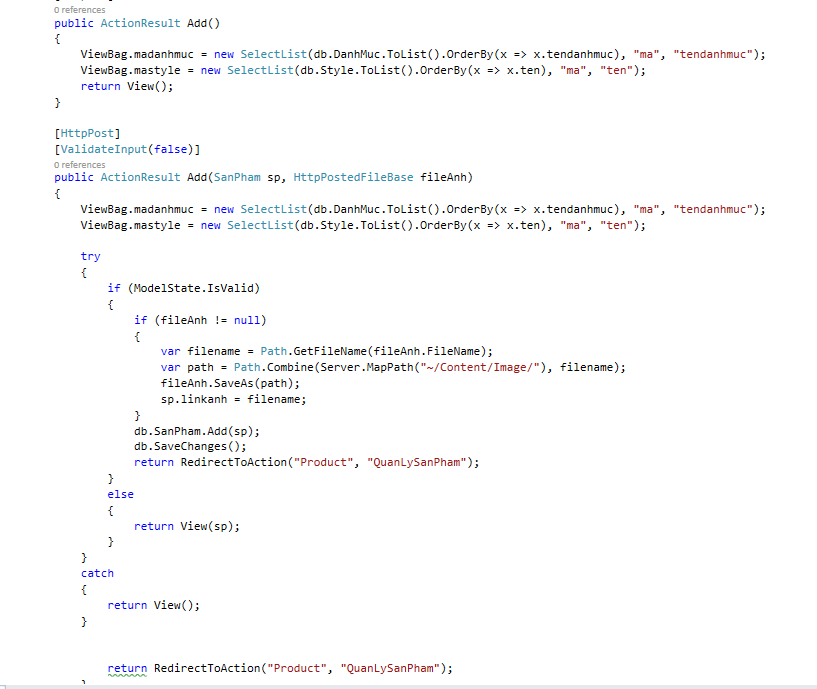 0 references
public ActionResult Add()
{
ViewBag.madanhmuc = new SelectList(db.DanhMuc.ToList().OrderBy(x => x.tendanhmuc), "ma", "tendanhmuc");
ViewBag.mastyle = new SelectList(db.Style.ToList().OrderBy(x => x.ten), "ma", "ten");
return View();
}
[HttpPost]
[ValidateInput(false)]
0 references
public ActionResult Add(SanPham sp, HttpPostedFileBase fileAnh)
{
ViewBag.madanhmuc = new SelectList(db.DanhMuc.ToList().OrderBy(x => x.tendanhmuc), "ma", "tendanhmuc");
ViewBag.mastyle = new SelectList(db.Style.ToList().OrderBy(x => x.ten), "ma", "ten");
try
{
if (ModelState.IsValid)
{
if (fileAnh != null)
{
var filename = Path.GetFileName(fileAnh.FileName);
var path = Path.Combine(Server.MapPath("~/Content/Image/"), filename);
fileAnh.SaveAs(path);
sp.linkanh = filename;
}
db.SanPham.Add(sp);
db.SaveChanges();
return RedirectToAction("Product", "QuanLySanPham");
}
else
{
return View(sp);
}
}
catch
{
return View();
}
return RedirectToAction("Product", "QuanLySanPham");